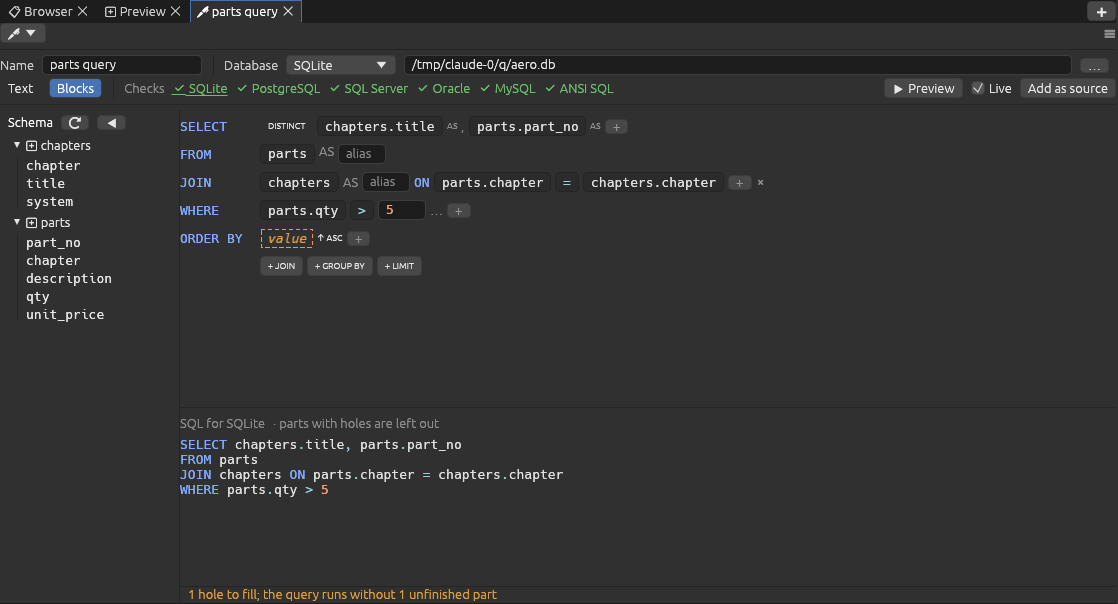 Browser Preview parts query
Name parts query Database SQLite /tmp/claude-0/q/aero.db ...
Text Blocks Checks SQLite PostgreSQL SQL Server Oracle MySQL ANSI SQL Preview Live Add as source
Schema
chapters
chapter
title
system
parts
part_no
chapter
description
qty
unit_price
SELECT DISTINCT chapters.title AS , parts.part_no AS +
FROM parts AS alias
JOIN chapters AS alias ON parts.chapter = chapters.chapter + ×
WHERE parts.qty > 5 ... +
ORDER BY value ↑ ASC +
+ JOIN + GROUP BY + LIMIT
SQL for SQLite · parts with holes are left out
SELECT chapters.title, parts.part_no
FROM parts
JOIN chapters ON parts.chapter = chapters.chapter
WHERE parts.qty > 5
1 hole to fill; the query runs without 1 unfinished part